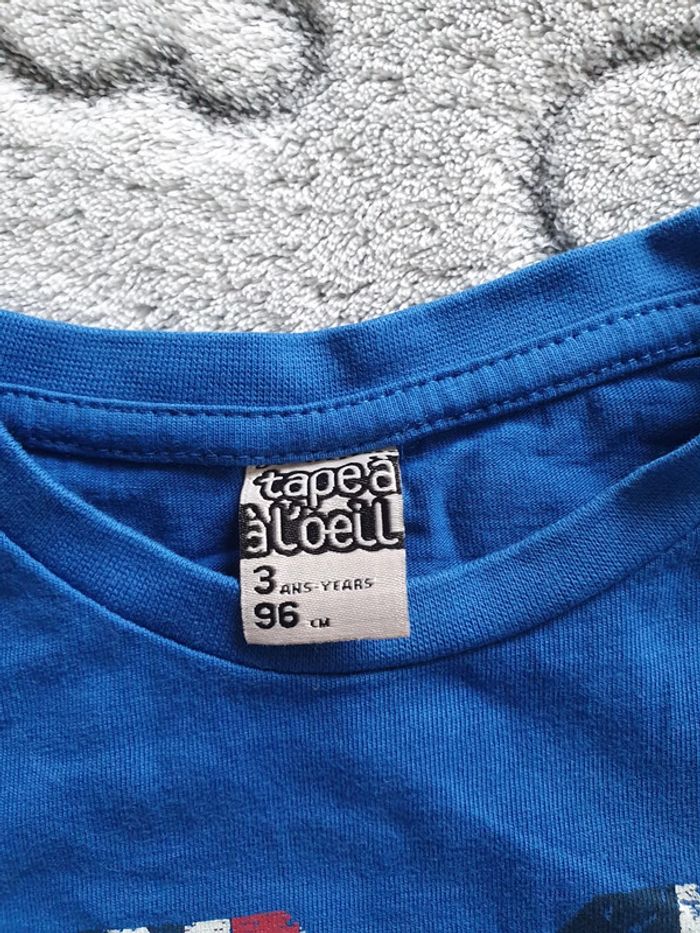 tape à
à l'oeil
3 ANS-YEARS
96 CM